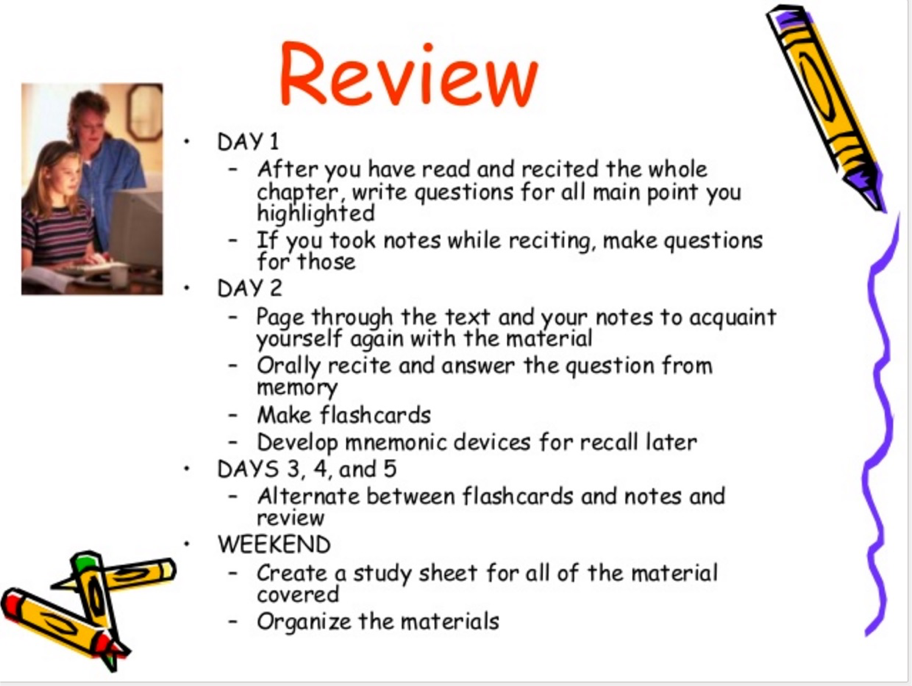 Review
• DAY 1
– After you have read and recited the whole
chapter, write questions for all main point you
highlighted
– If you took notes while reciting, make questions
for those
• DAY 2
– Page through the text and your notes to acquaint
yourself again with the material
– Orally recite and answer the question from
memory
– Make flashcards
– Develop mnemonic devices for recall later
• DAYS 3, 4, and 5
– Alternate between flashcards and notes and
review
• WEEKEND
– Create a study sheet for all of the material
covered
– Organize the materials